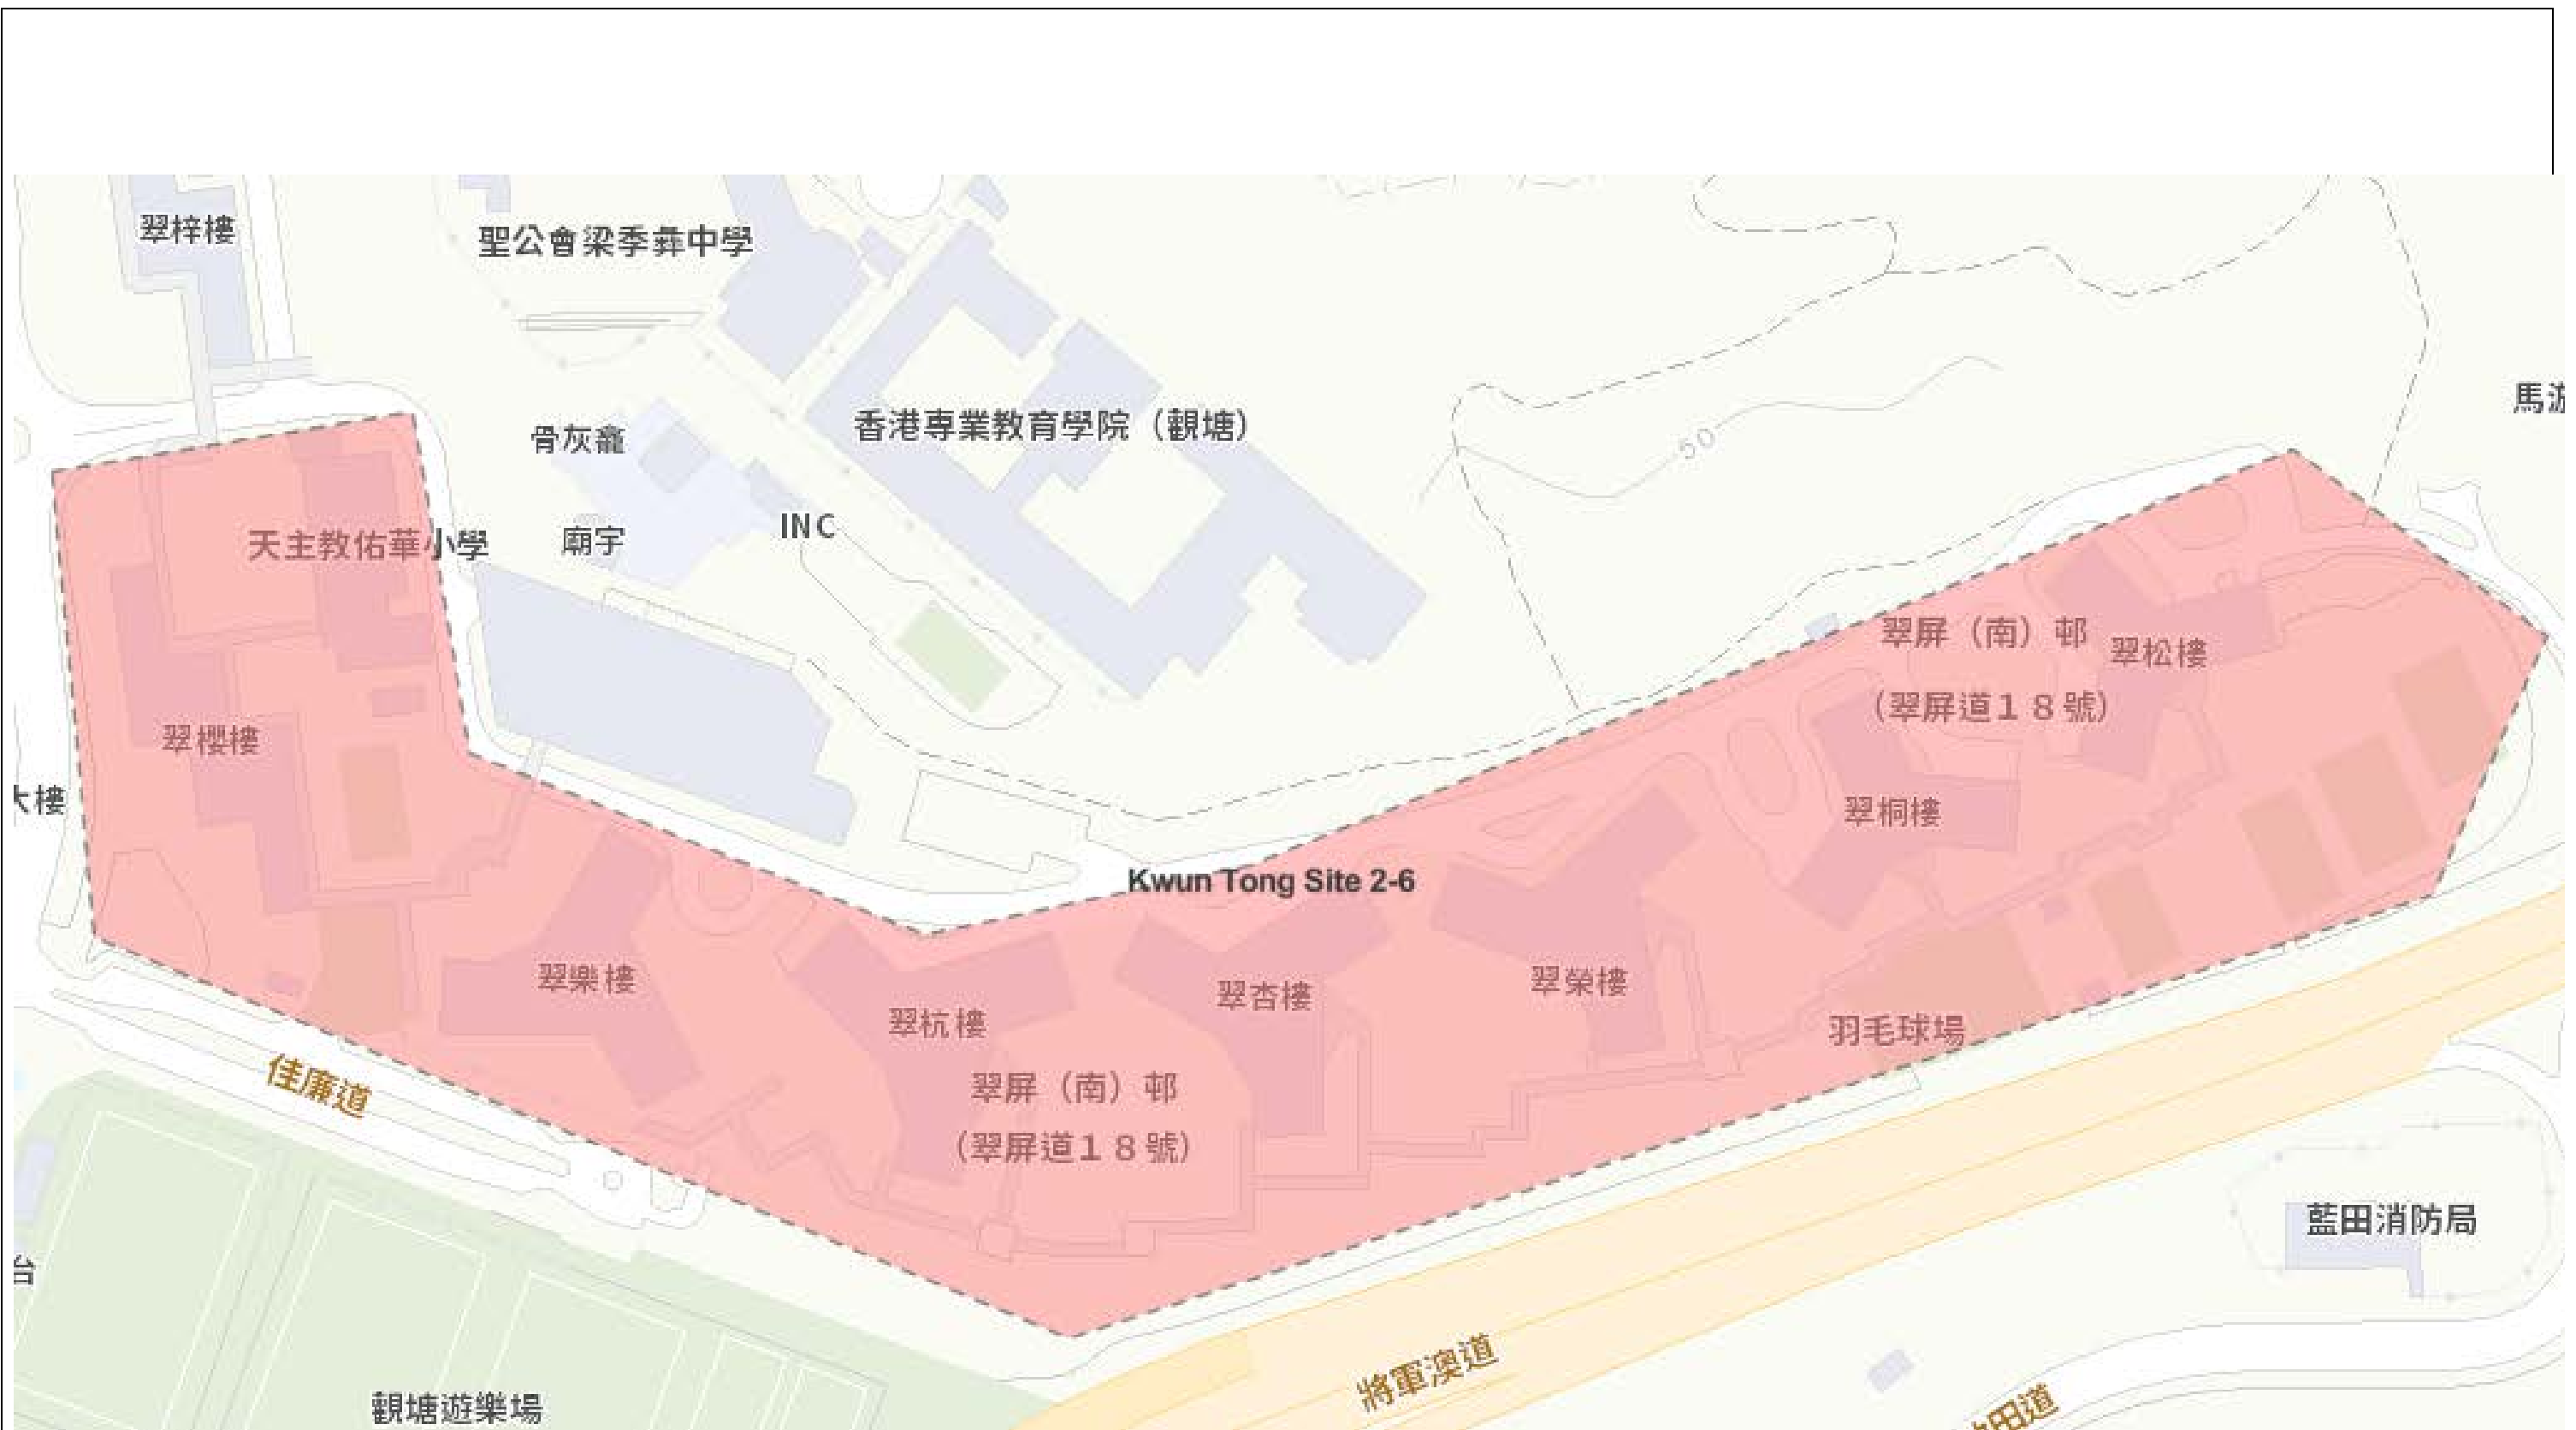 翠梓樓
聖公會梁季彝中學
馬游
骨灰龕
香港專業教育學院（觀塘）
50
INC
天主教佑華小學
廟宇
翠屏（南）邨
翠松樓
（翠屏道１８號）
翠櫻樓
大樓
翠桐樓
Kwun Tong Site 2-6
翠樂樓
翠杏樓
翠榮樓
翠杭樓
羽毛球場
佳廉道
翠屏（南）邨
（翠屏道１８號）
藍田消防局
台
將軍澳道
觀塘遊樂場
田道